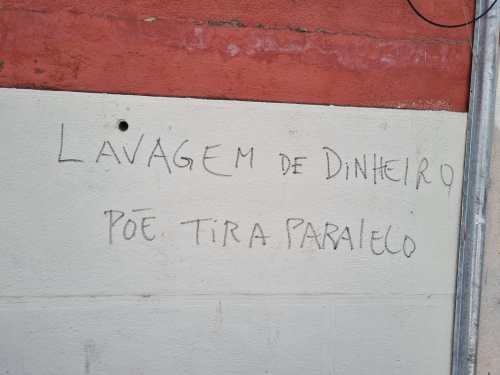 LAVAGEM DE DINHEIRO
PÕE TIRA PARALELO